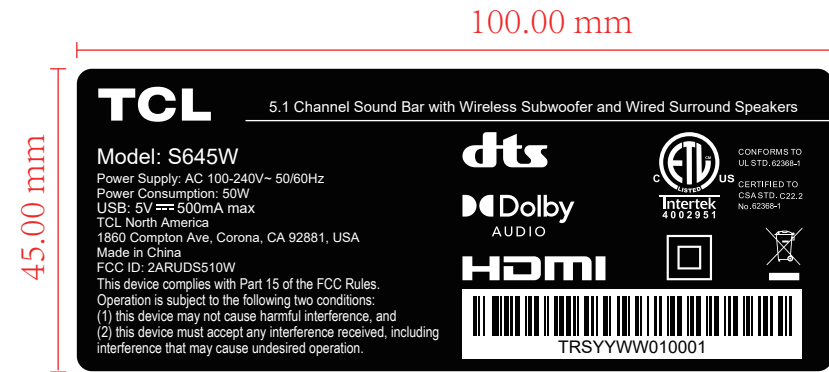 100.00 mm
45.00 mm
TCL
5.1 Channel Sound Bar with Wireless Subwoofer and Wired Surround Speakers
Model: S645W
Power Supply: AC 100-240V~ 50/60Hz
Power Consumption: 50W
USB: 5V ⎓ 500mA max
TCL North America
1860 Compton Ave, Corona, CA 92881, USA
Made in China
FCC ID: 2ARUDS510W
This device complies with Part 15 of the FCC Rules.
Operation is subject to the following two conditions:
(1) this device may not cause harmful interference, and
(2) this device must accept any interference received, including
interference that may cause undesired operation.
dts
Dolby
AUDIO
HDMI
ETL
CM
LISTED
C US
Intertek
4002951
CONFORMS TO
UL STD. 62368-1
CERTIFIED TO
CSA STD. C22.2
No. 62368-1
TRSYYWW010001